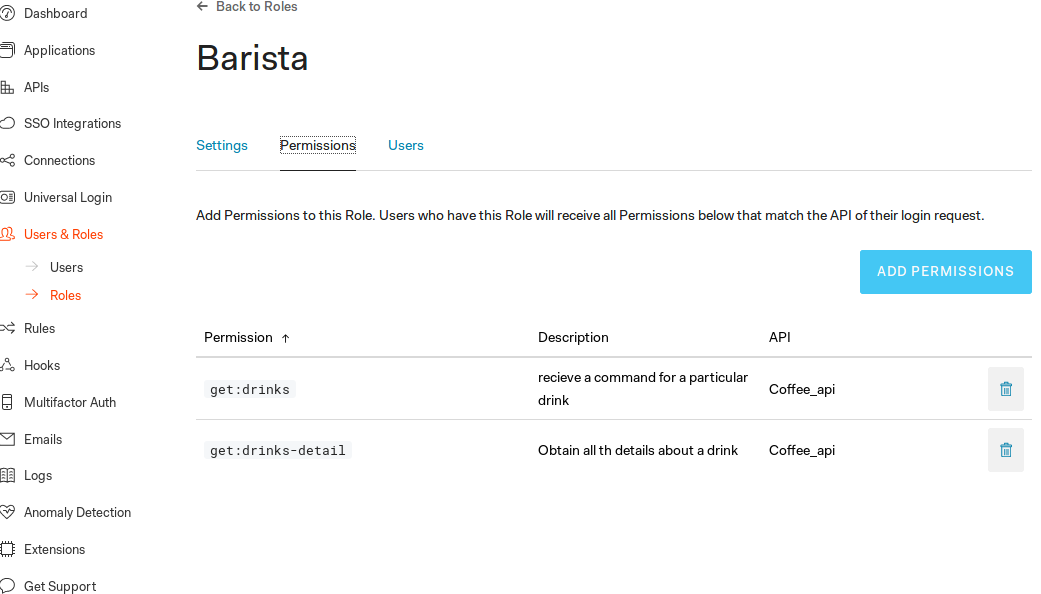 Dashboard
Applications
APIs
SSO Integrations
Connections
Universal Login
Users & Roles
Users
Roles
Rules
Hooks
Multifactor Auth
Emails
Logs
Anomaly Detection
Extensions
Get Support
Back to Roles
Barista
Settings Permissions Users
Add Permissions to this Role. Users who have this Role will receive all Permissions below that match the API of their login request.
ADD PERMISSIONS
Permission Description API
get:drinks recieve a command for a particular drink Coffee_api
get:drinks-detail Obtain all th details about a drink Coffee_api